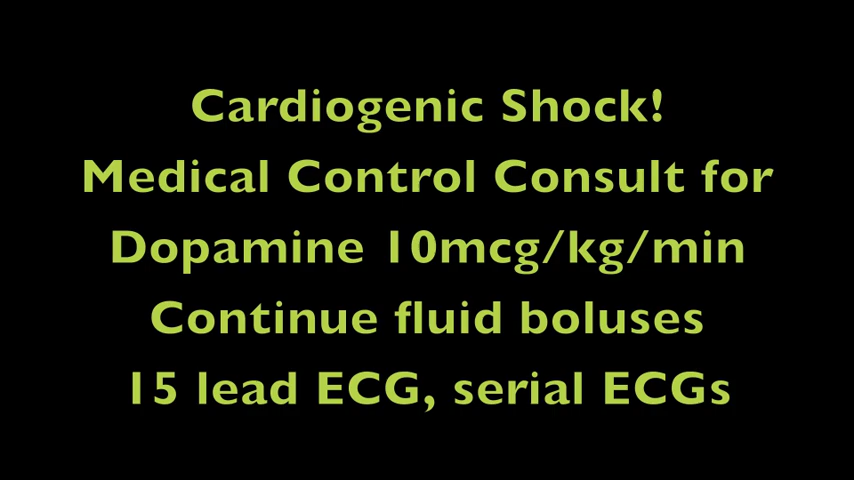 Cardiogenic Shock!
Medical Control Consult for
Dopamine 10mcg/kg/min
Continue fluid boluses
15 lead ECG, serial ECGs